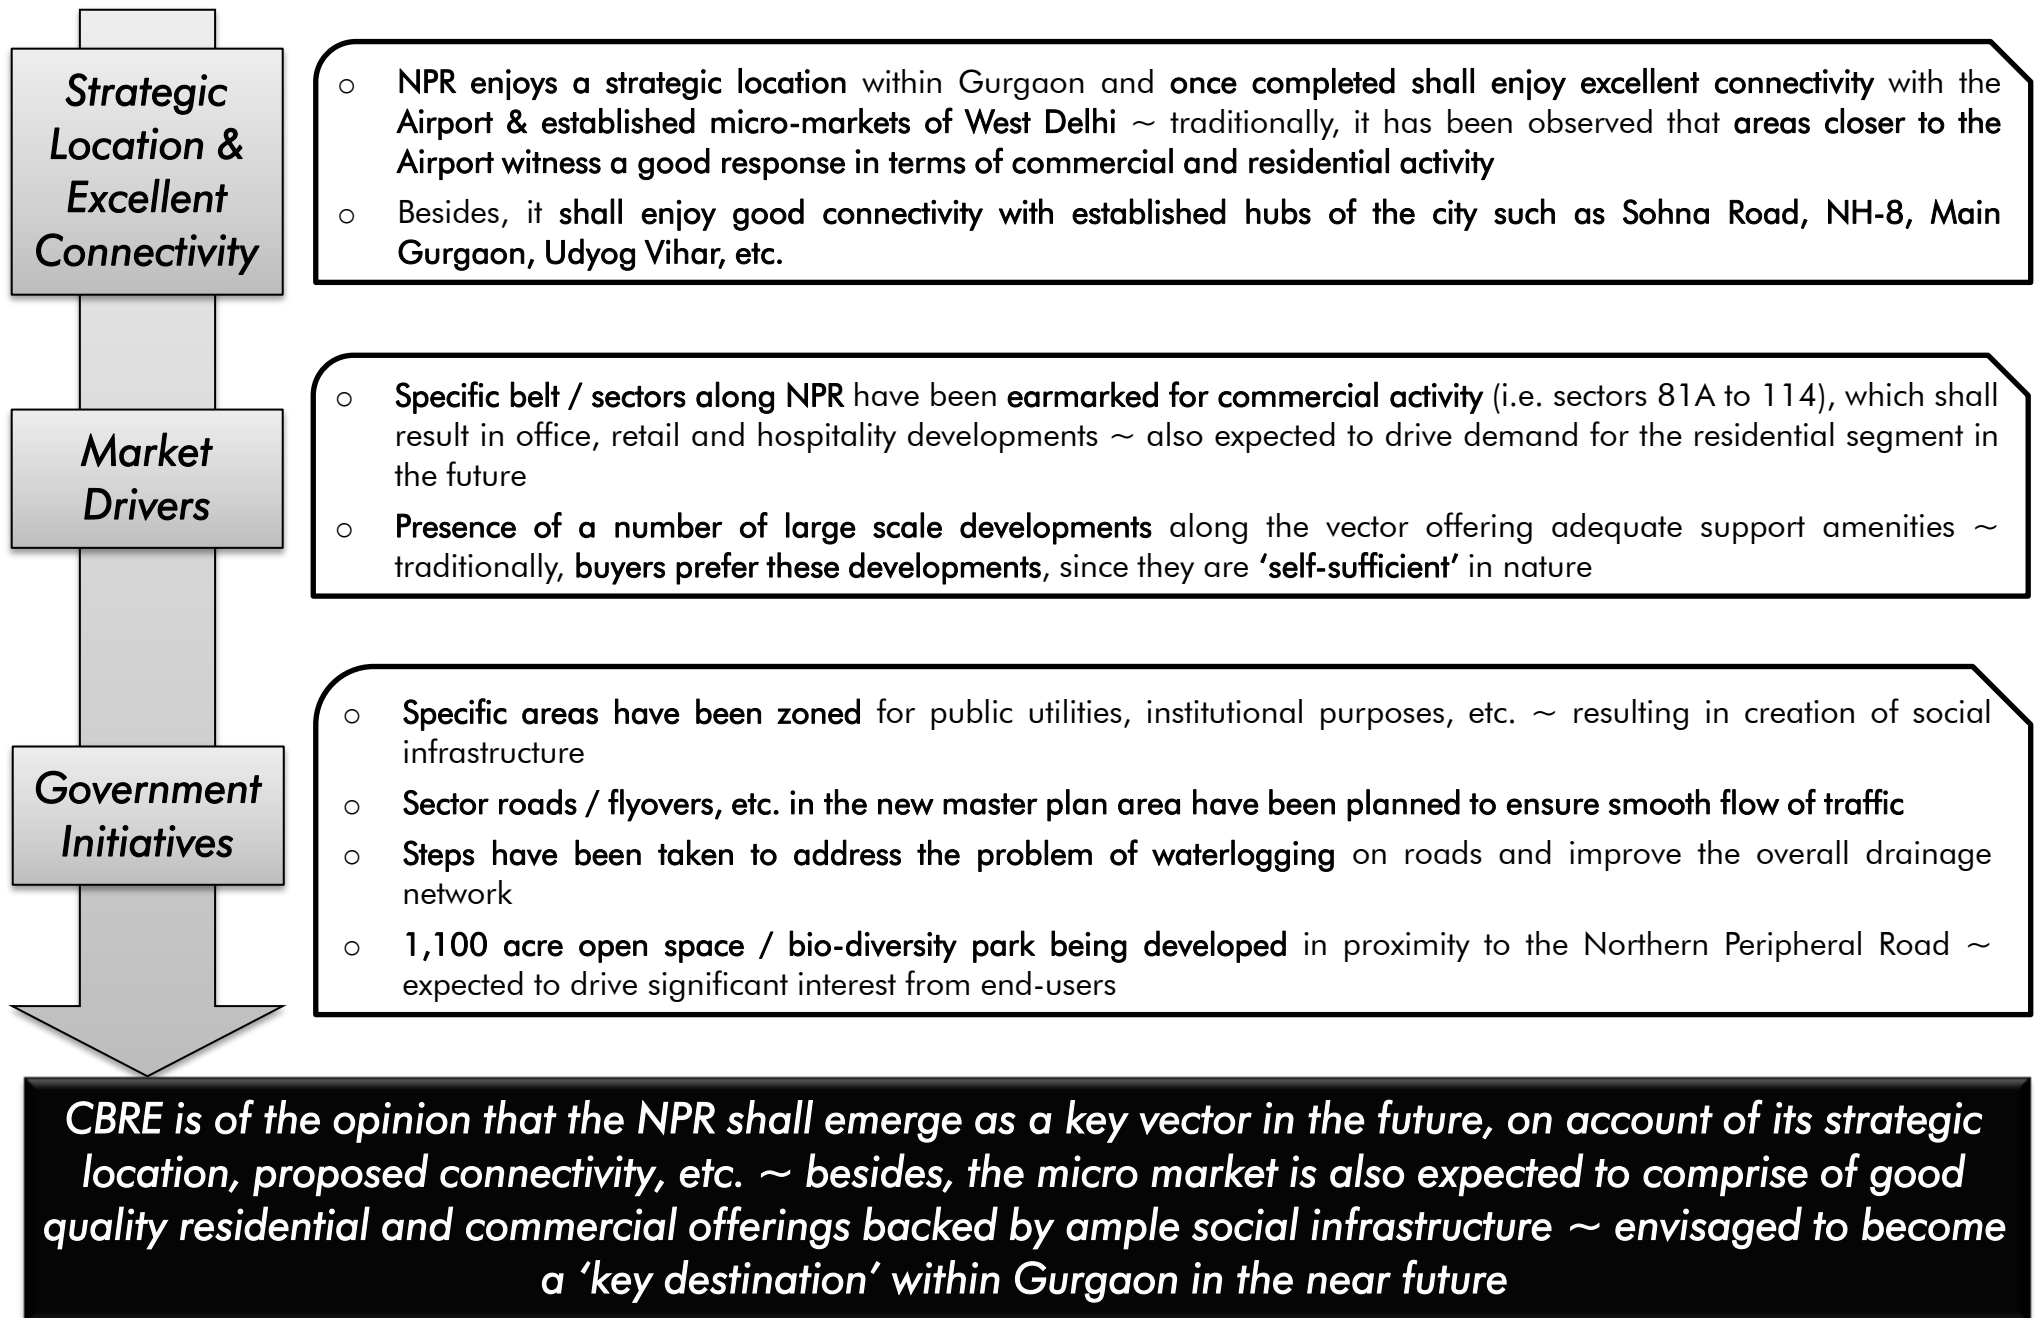 Strategic
Location &
Excellent
Connectivity
○ NPR enjoys a strategic location within Gurgaon and once completed shall enjoy excellent connectivity with the
Airport & established micro-markets of West Delhi ~ traditionally, it has been observed that areas closer to the
Airport witness a good response in terms of commercial and residential activity
○ Besides, it shall enjoy good connectivity with established hubs of the city such as Sohna Road, NH-8, Main
Gurgaon, Udyog Vihar, etc.
Market
Drivers
○ Specific belt / sectors along NPR have been earmarked for commercial activity (i.e. sectors 81A to 114), which shall
result in office, retail and hospitality developments ~ also expected to drive demand for the residential segment in
the future
○ Presence of a number of large scale developments along the vector offering adequate support amenities ~
traditionally, buyers prefer these developments, since they are ‘self-sufficient’ in nature
Government
Initiatives
○ Specific areas have been zoned for public utilities, institutional purposes, etc. ~ resulting in creation of social
infrastructure
○ Sector roads / flyovers, etc. in the new master plan area have been planned to ensure smooth flow of traffic
○ Steps have been taken to address the problem of waterlogging on roads and improve the overall drainage
network
○ 1,100 acre open space / bio-diversity park being developed in proximity to the Northern Peripheral Road ~
expected to drive significant interest from end-users
CBRE is of the opinion that the NPR shall emerge as a key vector in the future, on account of its strategic
location, proposed connectivity, etc. ~ besides, the micro market is also expected to comprise of good
quality residential and commercial offerings backed by ample social infrastructure ~ envisaged to become
a ‘key destination’ within Gurgaon in the near future